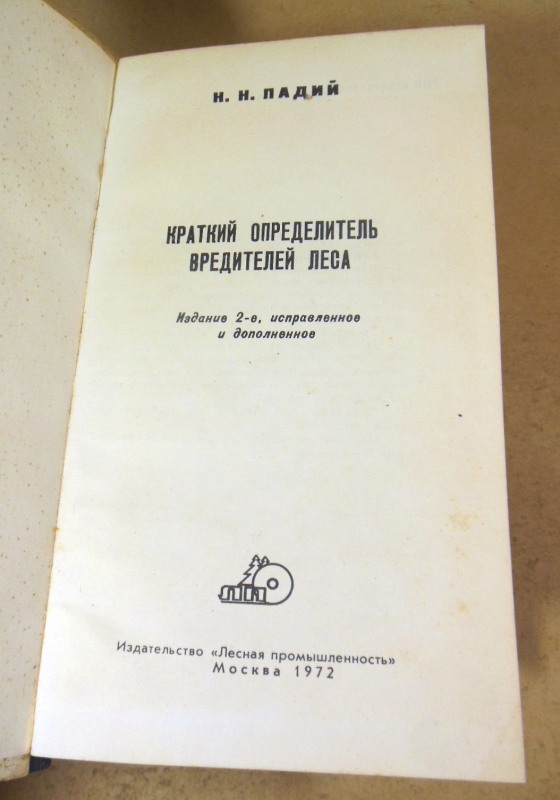 Н. Н. ПАДИЙ
КРАТКИЙ ОПРЕДЕЛИТЕЛЬ
ВРЕДИТЕЛЕЙ ЛЕСА
Издание 2-е, исправленное
и дополненное
Издательство «Лесная промышленность»
Москва 1972